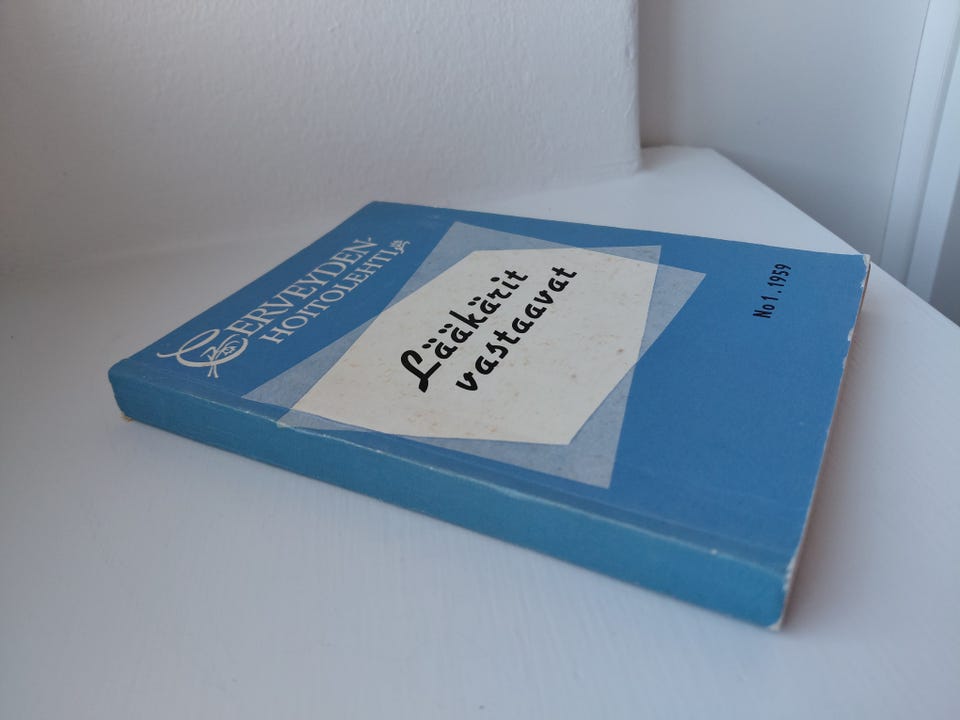 TERVEYDEN-
HOITOLEHTI
Lääkärit
vastaavat
No 1. 1959